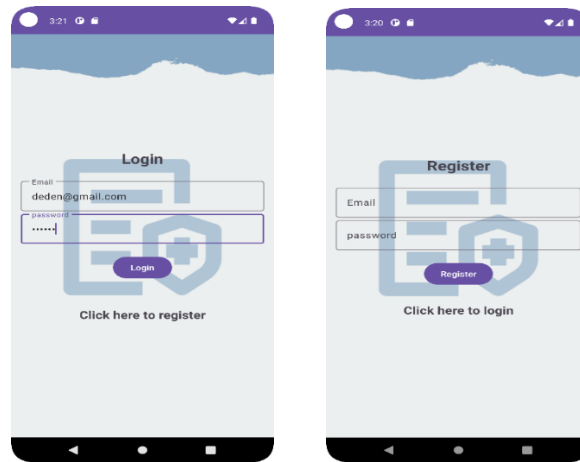 3:21
Login
Email
deden@gmail.com
password
••••••
Login
Click here to register
3:20
Register
Email
password
Register
Click here to login